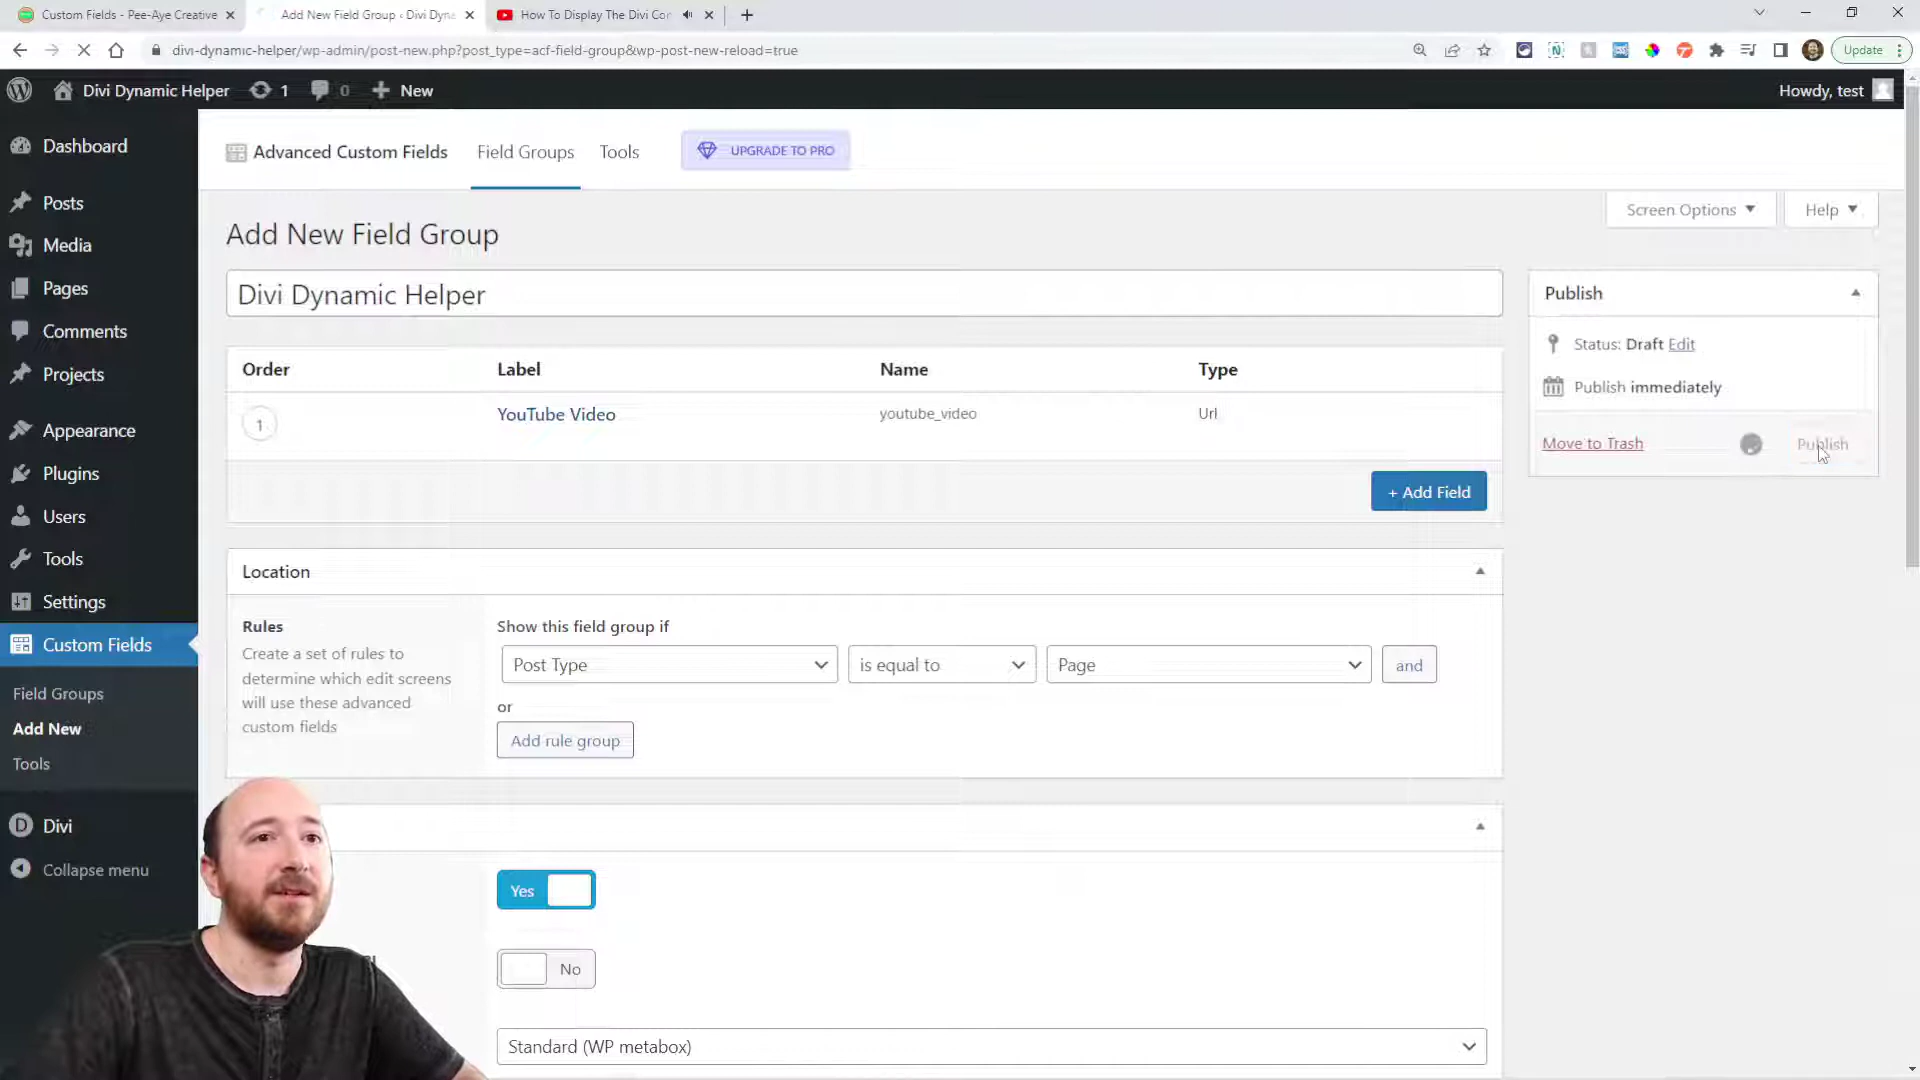 Custom Fields - Pee-Aye Creative
Add New Field Group ‹ Divi Dyna
How To Display The Divi Co
divi-dynamic-helper/wp-admin/post-new.php?post_type=acf-field-group&wp-post-new-reload=true
Update
Divi Dynamic Helper
1
0
New
Howdy, test
Dashboard
Posts
Media
Pages
Comments
Projects
Appearance
Plugins
Users
Tools
Settings
Custom Fields
Field Groups
Add New
Tools
Divi
Collapse menu
Advanced Custom Fields
Field Groups
Tools
UPGRADE TO PRO
Screen Options
Help
Add New Field Group
Divi Dynamic Helper
Order
Label
Name
Type
1
YouTube Video
youtube_video
Url
+ Add Field
Location
Rules
Create a set of rules to
determine which edit screens
will use these advanced
custom fields
Show this field group if
Post Type
is equal to
Page
and
or
Add rule group
Yes
No
Standard (WP metabox)
Publish
Status: Draft Edit
Publish immediately
Move to Trash
Publish